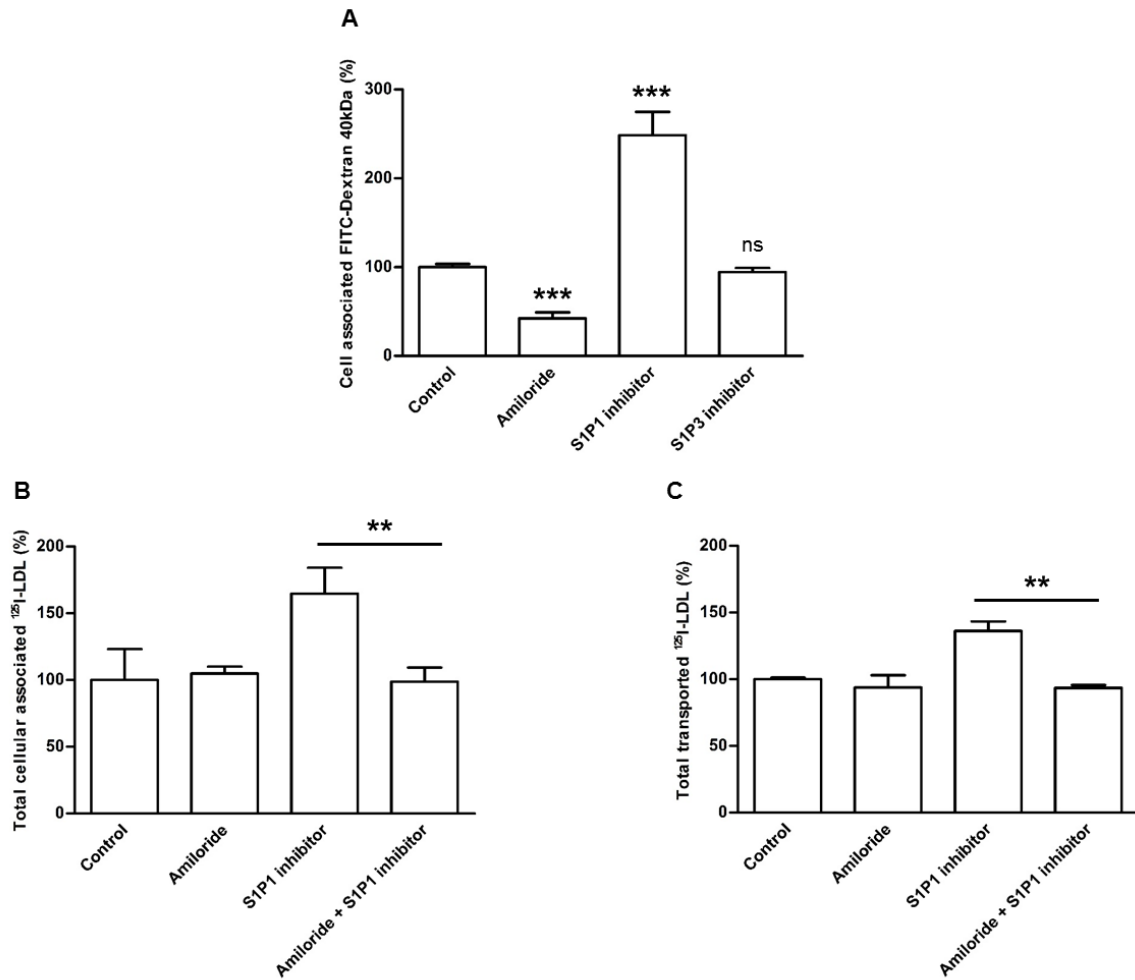 A
Cell associated FITC-Dextran 40kDa (%)
300
200
100
0
***
***
ns
Control
Amiloride
S1P1 inhibitor
S1P3 inhibitor
B
Total cellular associated ¹²⁵I-LDL (%)
200
150
100
50
0
**
Control
Amiloride
S1P1 inhibitor
Amiloride + S1P1 inhibitor
C
Total transported ¹²⁵I-LDL (%)
200
150
100
50
0
**
Control
Amiloride
S1P1 inhibitor
Amiloride + S1P1 inhibitor